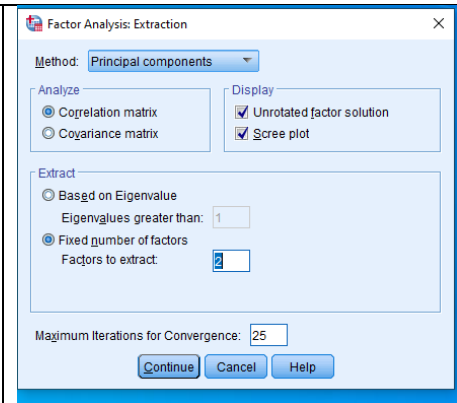 Factor Analysis: Extraction
Method: Principal components
Analyze
Correlation matrix
Covariance matrix
Display
Unrotated factor solution
Scree plot
Extract
Based on Eigenvalue
Eigenvalues greater than: 1
Fixed number of factors
Factors to extract: 2
Maximum Iterations for Convergence: 25
Continue Cancel Help